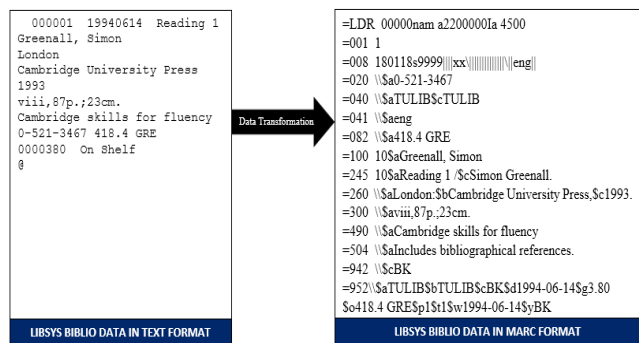 000001 19940614 Reading 1
Greenall, Simon
London
Cambridge University Press
1993
viii,87p.;23cm.
Cambridge skills for fluency
0-521-3467 418.4 GRE
0000380 On Shelf
@
LIBSYS BIBLIO DATA IN TEXT FORMAT
Data Transformation
=LDR 00000nam a2200000Ia 4500
=001 1
=008 180118s9999||||xx\|||||||||||||||\||eng||
=020 \\$a0-521-3467
=040 \\$aTULIB$cTULIB
=041 \\$aeng
=082 \\$a418.4 GRE
=100 10$aGreenall, Simon
=245 10$aReading 1 /$cSimon Greenall.
=260 \\$aLondon:$bCambridge University Press,$c1993.
=300 \\$aviii,87p.;23cm.
=490 \\$aCambridge skills for fluency
=504 \\$aIncludes bibliographical references.
=942 \\$cBK
=952\\$aTULIB$bTULIB$cBK$d1994-06-14$g3.80
$o418.4 GRE$p1$t1$w1994-06-14$yBK
LIBSYS BIBLIO DATA IN MARC FORMAT